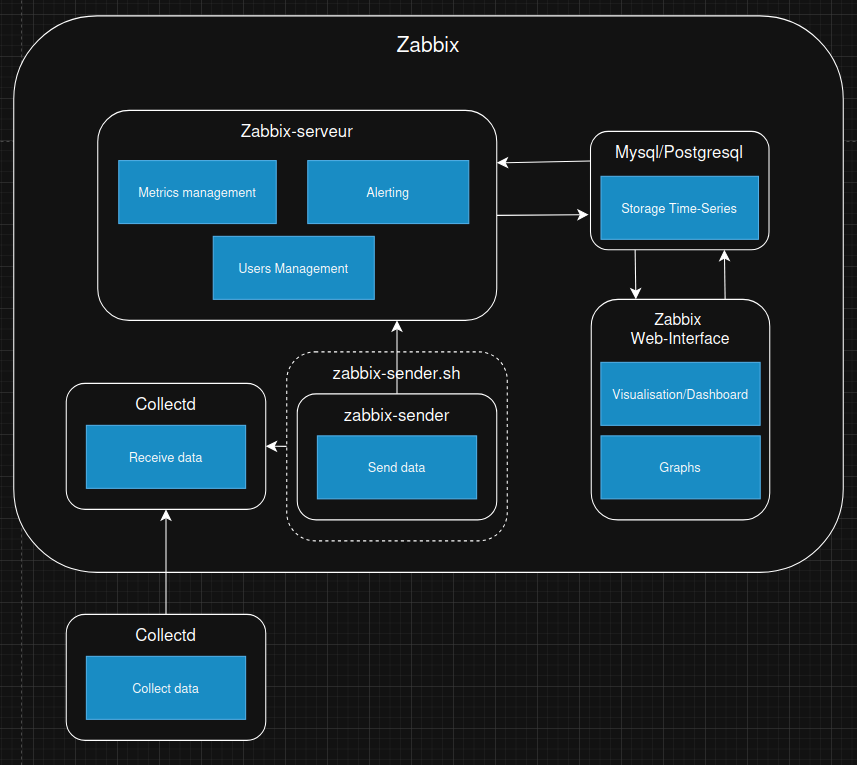 Zabbix
Zabbix-serveur
Metrics management
Alerting
Users Management
Mysql/Postgresql
Storage Time-Series
Zabbix
Web-Interface
Visualisation/Dashboard
Graphs
zabbix-sender.sh
zabbix-sender
Send data
Collectd
Receive data
Collectd
Collect data